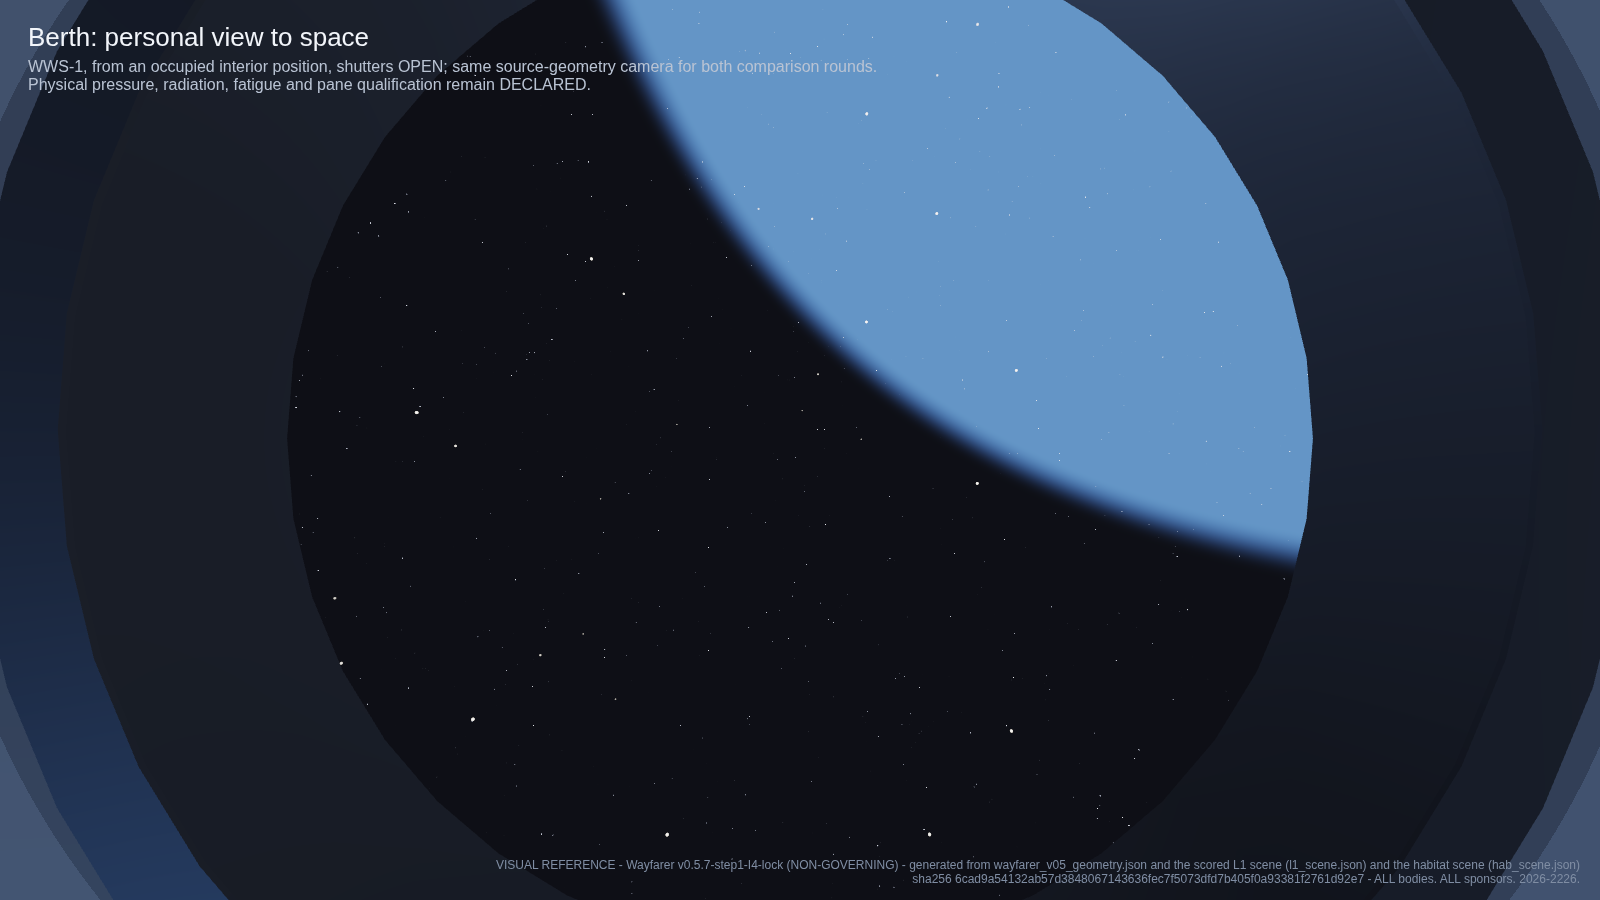 Berth: personal view to space
WWS-1, from an occupied interior position, shutters OPEN; same source-geometry camera for both comparison rounds.
Physical pressure, radiation, fatigue and pane qualification remain DECLARED.
VISUAL REFERENCE - Wayfarer v0.5.7-step1-l4-lock (NON-GOVERNING) - generated from wayfarer_v05_geometry.json and the scored L1 scene (l1_scene.json) and the habitat scene (hab_scene.json)
sha256 6cad9a54132ab57d3848067143636fec7f5073dfd7b405f0a93381f2761d92e7 - ALL bodies. ALL sponsors. 2026-2226.